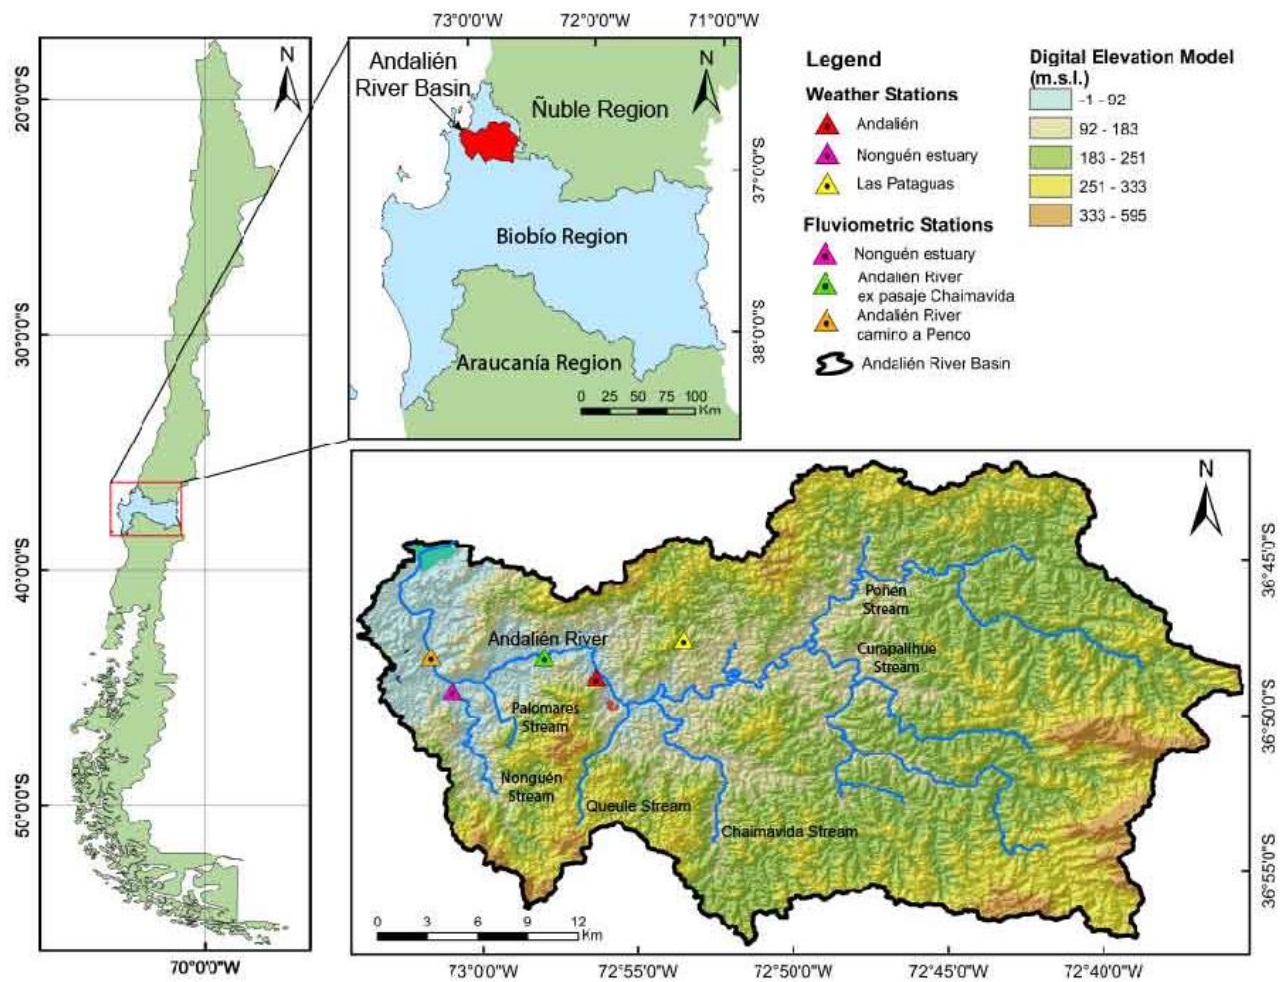 73°0'0"W 72°0'0"W 71°0'0"W
N
20°0'0"S
30°0'0"S
40°0'0"S
50°0'0"S
70°0'0"W
Andalién
River Basin
N
Ñuble Region
Biobío Region
Araucanía Region
0 25 50 75 100
Km
37°0'0"S
38°0'0"S
Legend
Weather Stations
Andalién
Nonguén estuary
Las Pataguas
Fluviometric Stations
Nonguén estuary
Andalién River
ex pasaje Chaimavida
Andalién River
camino a Penco
Andalién River Basin
Digital Elevation Model
(m.s.l.)
-1 - 92
92 - 183
183 - 251
251 - 333
333 - 595
N
Poñén
Stream
Andalién River
Curapalihue
Stream
Palomares
Stream
Nonguén
Stream
Queule Stream
Chaimavida Stream
0 3 6 9 12
Km
36°45'0"S
36°50'0"S
36°55'0"S
73°0'0"W 72°55'0"W 72°50'0"W 72°45'0"W 72°40'0"W